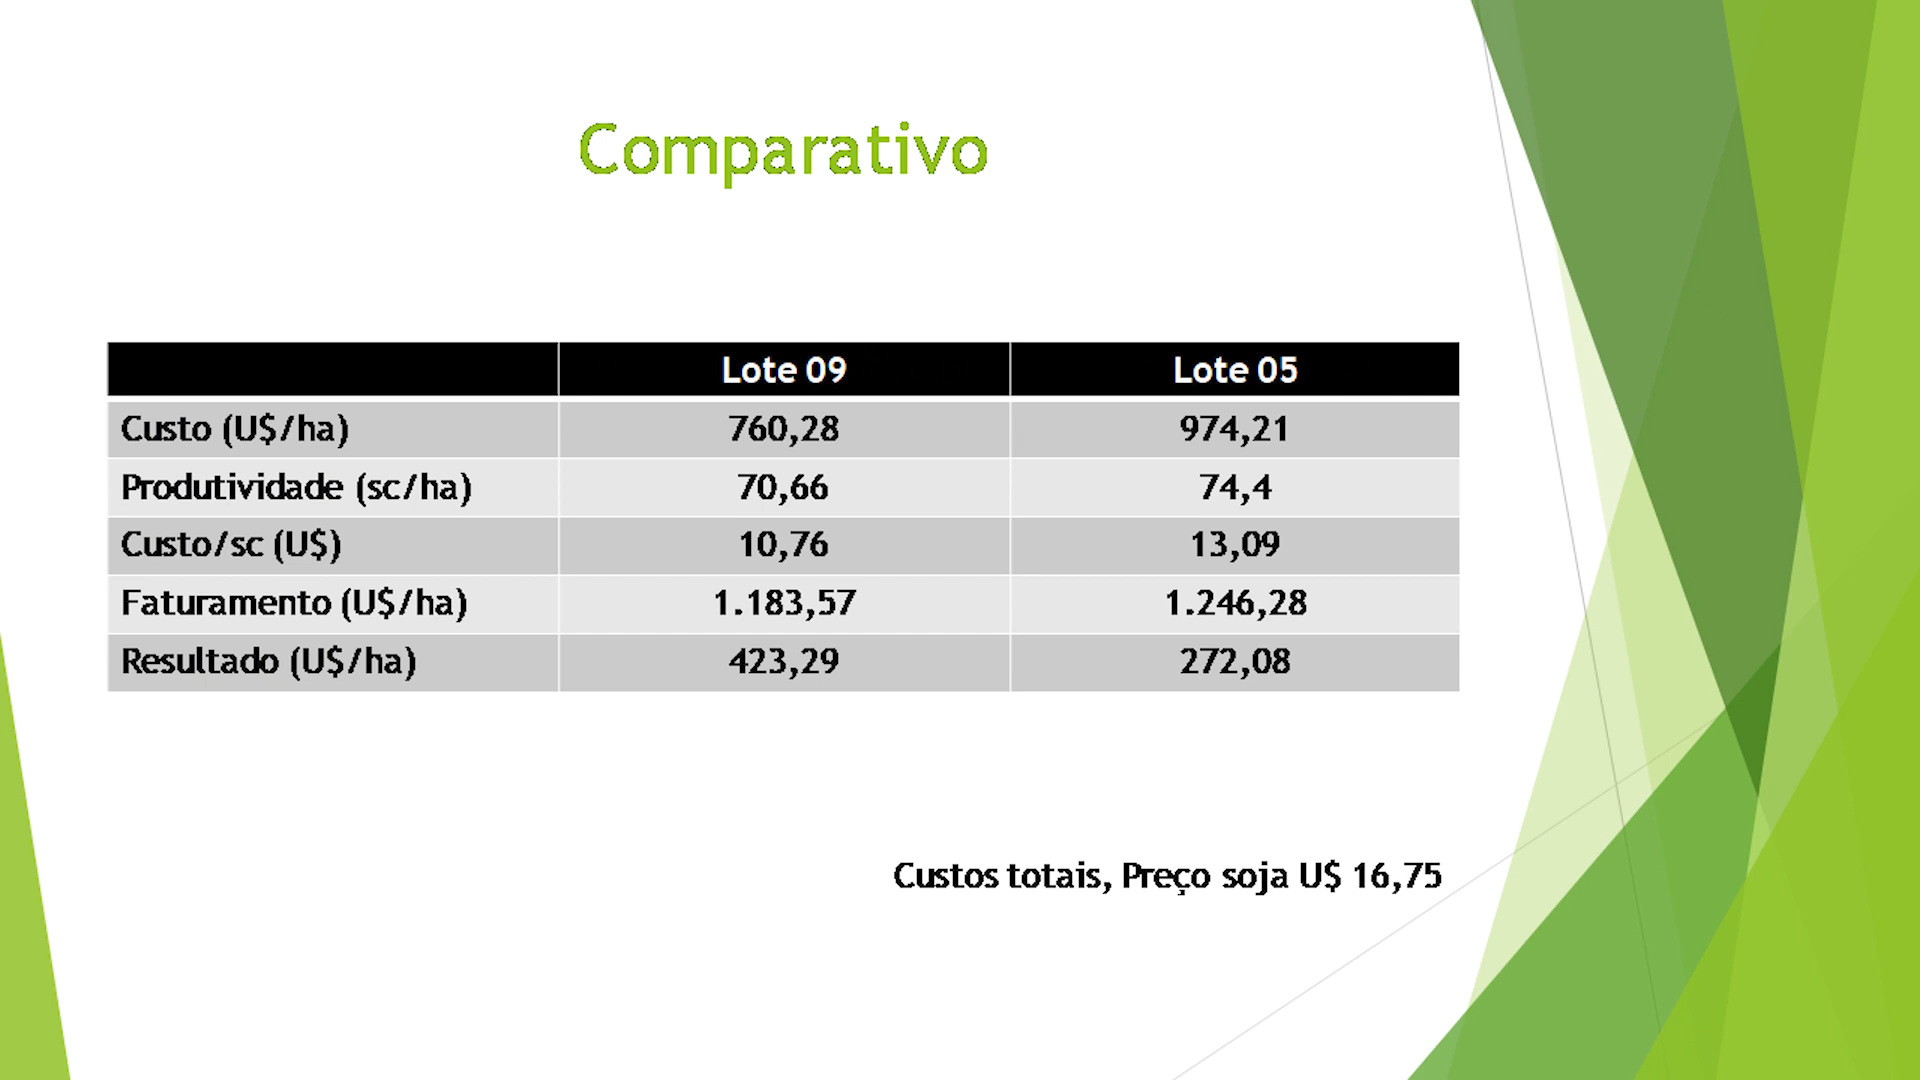 Comparativo
Lote 09 Lote 05
Custo (U$/ha) 760,28 974,21
Produtividade (sc/ha) 70,66 74,4
Custo/sc (U$) 10,76 13,09
Faturamento (U$/ha) 1.183,57 1.246,28
Resultado (U$/ha) 423,29 272,08
Custos totais, Preço soja U$ 16,75